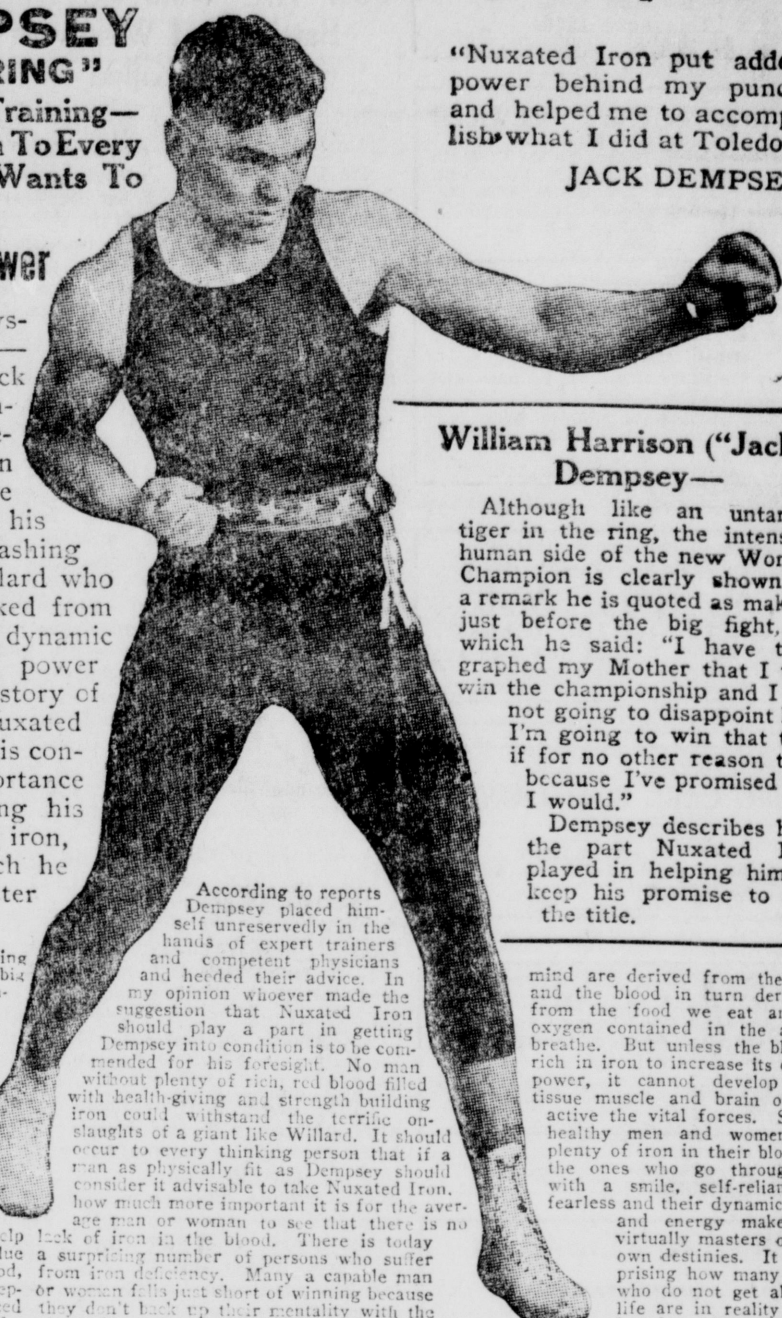 PSEY
RING"
Training—
n To Every
Wants To
wer
ys-
ck
n-
e-
n
e
his
ashing
lard who
ked from
dynamic
power
story of
uxated
is con-
ortance
ng his
iron,
ch he
ter
ing
big
"Nuxated Iron put adde
power behind my punc
and helped me to accomp
lish what I did at Toledo
JACK DEMPSE
William Harrison ("Jack
Dempsey—
Although like an untam
tiger in the ring, the intens
human side of the new Wor
Champion is clearly shown
a remark he is quoted as mak
just before the big fight,
which he said: "I have t
graphed my Mother that I
win the championship and I
not going to disappoint
I'm going to win that t
if for no other reason t
because I've promised
I would."
Dempsey describes h
the part Nuxated I
played in helping him
keep his promise to
the title.
According to reports
Dempsey placed him-
self unreservedly in the
hands of expert trainers
and competent physicians
and heeded their advice. In
my opinion whoever made the
suggestion that Nuxated Iron
should play a part in getting
Dempsey into condition is to be com-
mended for his foresight. No man
without plenty of rich, red blood filled
with health-giving and strength building
iron could withstand the terrific on-
slaughts of a giant like Willard. It should
occur to every thinking person that if a
man as physically fit as Dempsey should
consider it advisable to take Nuxated Iron,
how much more important it is for the aver-
age man or woman to see that there is no
elp lack of iron in the blood. There is today
lue a surprising number of persons who suffer
od, from iron deficiency. Many a capable man
ep- or woman falls just short of winning because
ced they don't back up their mentality with the
mind are derived from the
and the blood in turn der
from the food we eat an
oxygen contained in the a
breathe. But unless the bl
rich in iron to increase its
power, it cannot develop
tissue muscle and brain o
active the vital forces. S
healthy men and women
plenty of iron in their blo
the ones who go throug
with a smile, self-relian
fearless and their dynamic
and energy make
virtually masters o
own destinies. It
prising how many
who do not get al
life are in reality